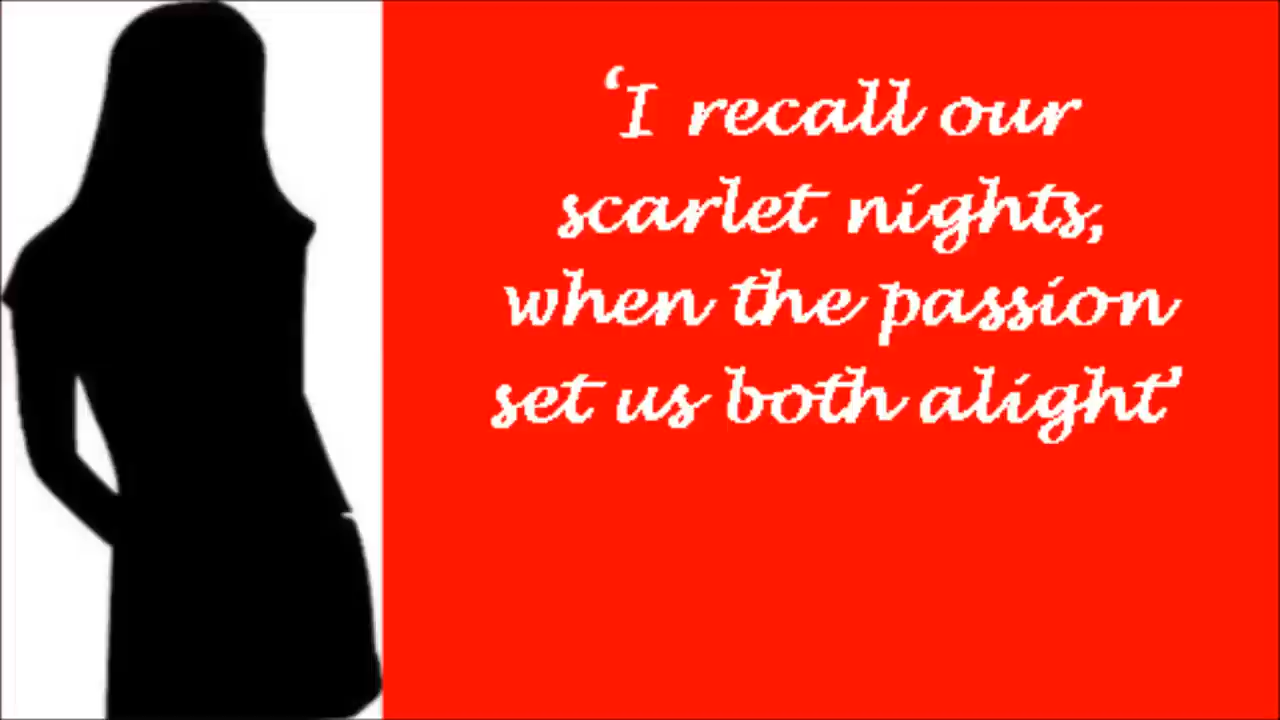 ‘I recall our
scarlet nights,
when the passion
set us both alight’